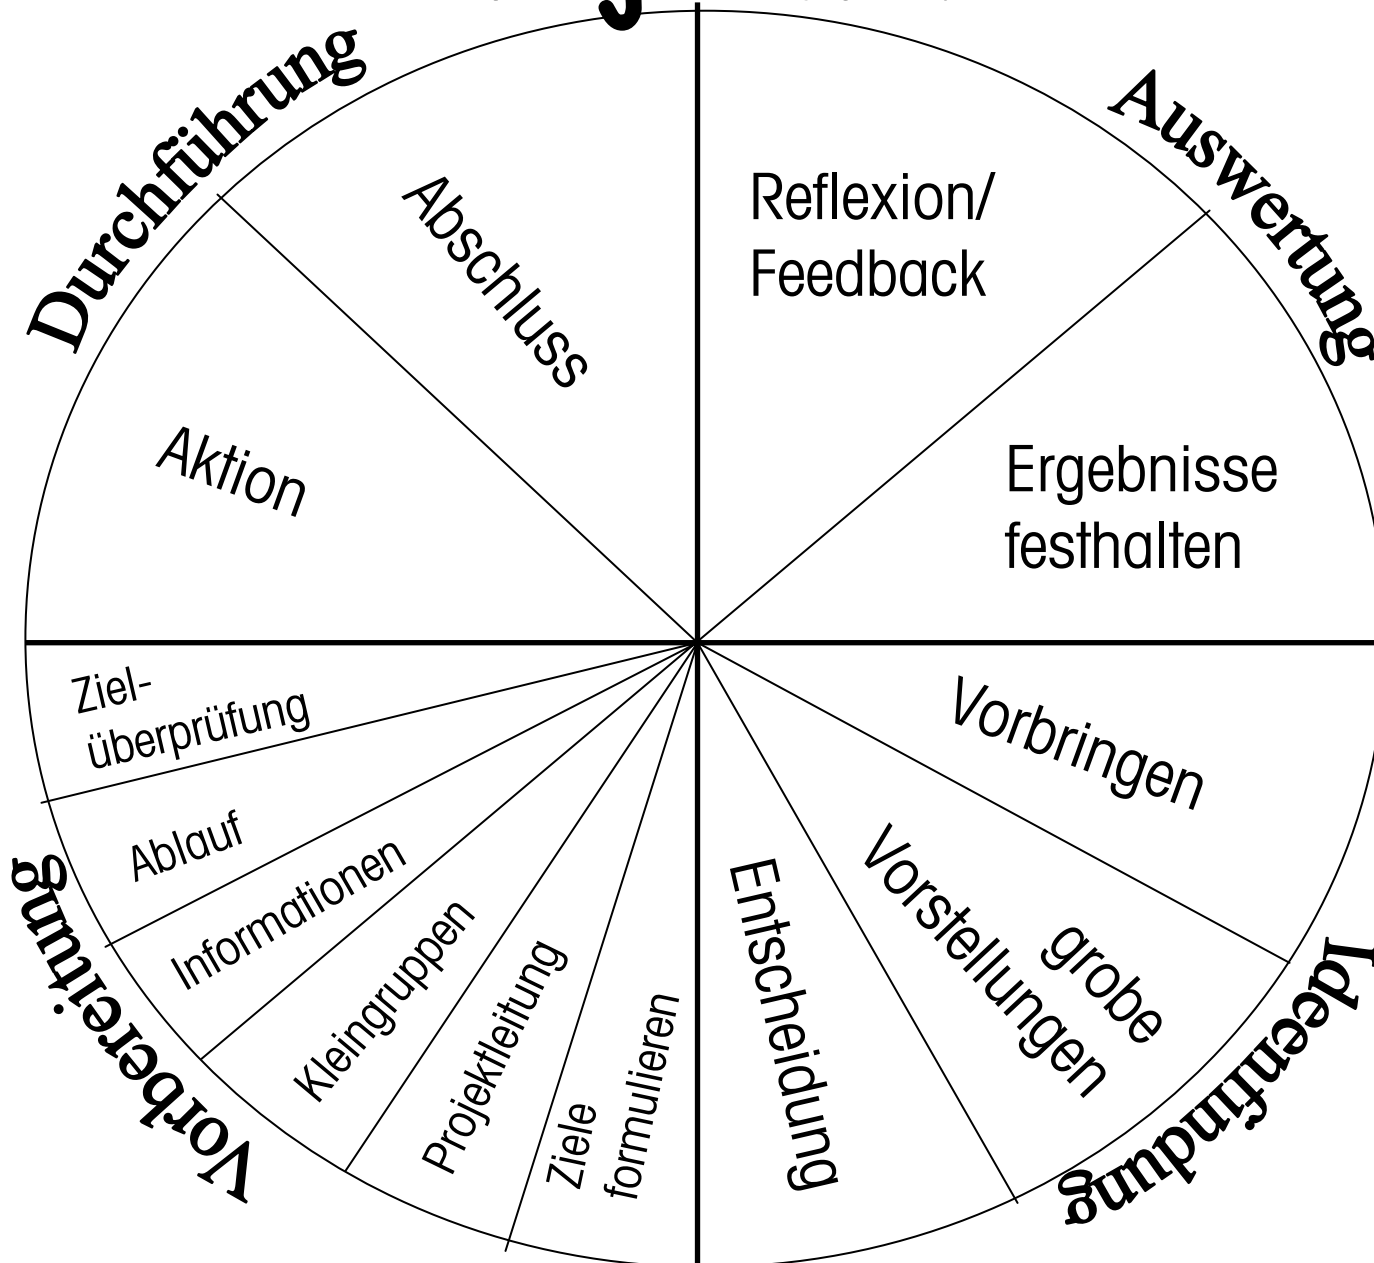 Durchführung
Auswertung
Abschluss
Reflexion/
Feedback
Aktion
Ergebnisse
festhalten
Ziel-
überprüfung
Ablauf
Informationen
Kleingruppen
Projektleitung
Ziele
formulieren
Entscheidung
grobe
Vorstellungen
Vorbringen
Vorbereitung
Ideenfindung